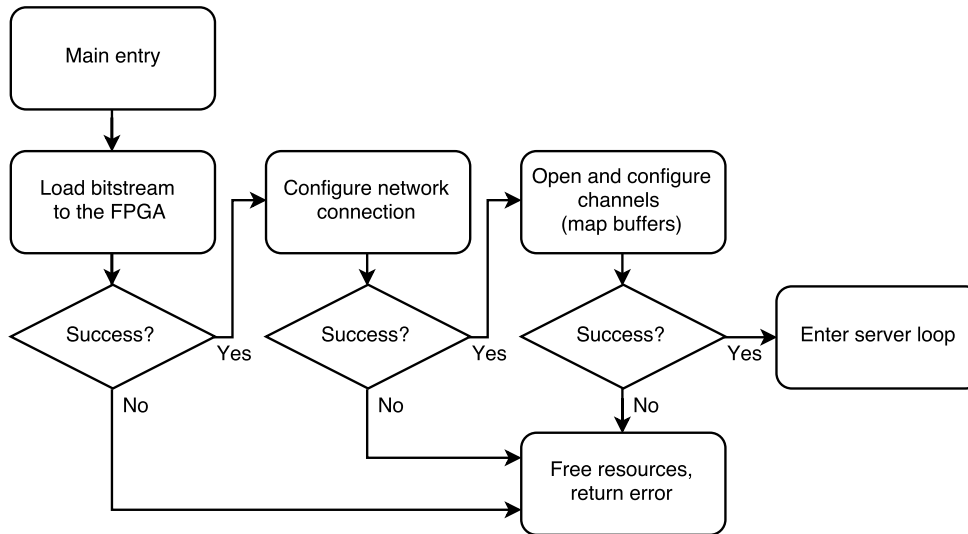 Main entry
Load bitstream
to the FPGA
Configure network
connection
Open and configure
channels
(map buffers)
Success?
Yes
Success?
Yes
Success?
Yes
Enter server loop
No
No
No
Free resources,
return error